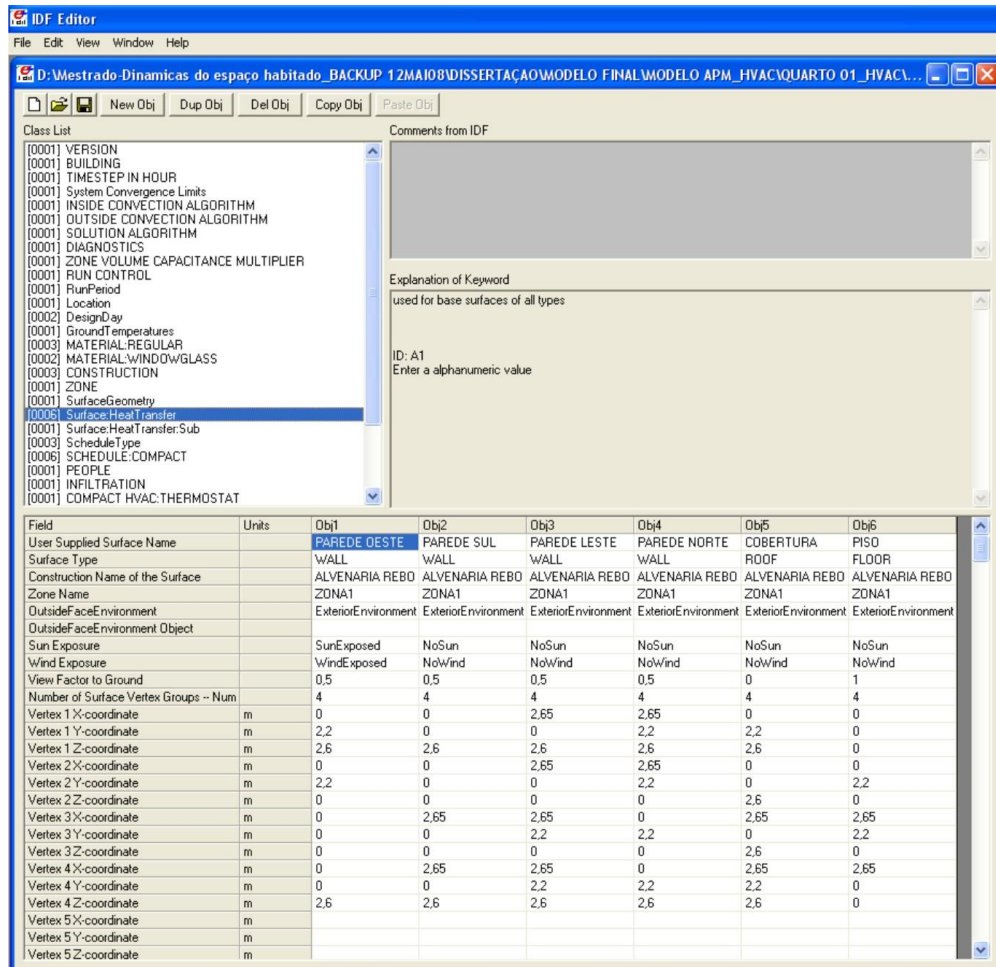 IDF Editor
File Edit View Window Help
D:\Mestrado-Dinamicas do espaço habitado_BACKUP 12MAI08\DISSERTAÇAO\MODELO FINAL\MODELO APM_HVAC\QUARTO 01_HVAC\...
New Obj Dup Obj Del Obj Copy Obj Paste Obj
Class List Comments from IDF
[0001] VERSION
[0001] BUILDING
[0001] TIMESTEP IN HOUR
[0001] System Convergence Limits
[0001] INSIDE CONVECTION ALGORITHM
[0001] OUTSIDE CONVECTION ALGORITHM
[0001] SOLUTION ALGORITHM
[0001] DIAGNOSTICS
[0001] ZONE VOLUME CAPACITANCE MULTIPLIER
[0001] RUN CONTROL
[0001] RunPeriod
[0001] Location
[0002] DesignDay
[0001] GroundTemperatures
[0003] MATERIAL:REGULAR
[0002] MATERIAL:WINDOWGLASS
[0003] CONSTRUCTION
[0001] ZONE
[0001] SurfaceGeometry
[0006] Surface:HeatTransfer
[0001] Surface:HeatTransfer:Sub
[0003] ScheduleType
[0006] SCHEDULE:COMPACT
[0001] PEOPLE
[0001] INFILTRATION
[0001] COMPACT HVAC:THERMOSTAT
Explanation of Keyword
used for base surfaces of all types
ID: A1
Enter a alphanumeric value
Field Units Obj1 Obj2 Obj3 Obj4 Obj5 Obj6
User Supplied Surface Name PAREDE OESTE PAREDE SUL PAREDE LESTE PAREDE NORTE COBERTURA PISO
Surface Type WALL WALL WALL WALL ROOF FLOOR
Construction Name of the Surface ALVENARIA REBO ALVENARIA REBO ALVENARIA REBO ALVENARIA REBO ALVENARIA REBO ALVENARIA REBO
Zone Name ZONA1 ZONA1 ZONA1 ZONA1 ZONA1 ZONA1
OutsideFaceEnvironment ExteriorEnvironment ExteriorEnvironment ExteriorEnvironment ExteriorEnvironment ExteriorEnvironment ExteriorEnvironment
OutsideFaceEnvironment Object
Sun Exposure SunExposed NoSun NoSun NoSun NoSun NoSun
Wind Exposure WindExposed NoWind NoWind NoWind NoWind NoWind
View Factor to Ground 0,5 0,5 0,5 0,5 0 1
Number of Surface Vertex Groups -- Num 4 4 4 4 4 4
Vertex 1 X-coordinate m 0 0 2,65 2,65 0 0
Vertex 1 Y-coordinate m 2,2 0 0 2,2 2,2 0
Vertex 1 Z-coordinate m 2,6 2,6 2,6 2,6 2,6 0
Vertex 2 X-coordinate m 0 0 2,65 2,65 0 0
Vertex 2 Y-coordinate m 2,2 0 0 2,2 0 2,2
Vertex 2 Z-coordinate m 0 0 0 0 2,6 0
Vertex 3 X-coordinate m 0 2,65 2,65 0 2,65 2,65
Vertex 3 Y-coordinate m 0 0 2,2 2,2 0 2,2
Vertex 3 Z-coordinate m 0 0 0 0 2,6 0
Vertex 4 X-coordinate m 0 2,65 2,65 0 2,65 2,65
Vertex 4 Y-coordinate m 0 0 2,2 2,2 2,2 0
Vertex 4 Z-coordinate m 2,6 2,6 2,6 2,6 2,6 0
Vertex 5 X-coordinate m
Vertex 5 Y-coordinate m
Vertex 5 Z-coordinate m